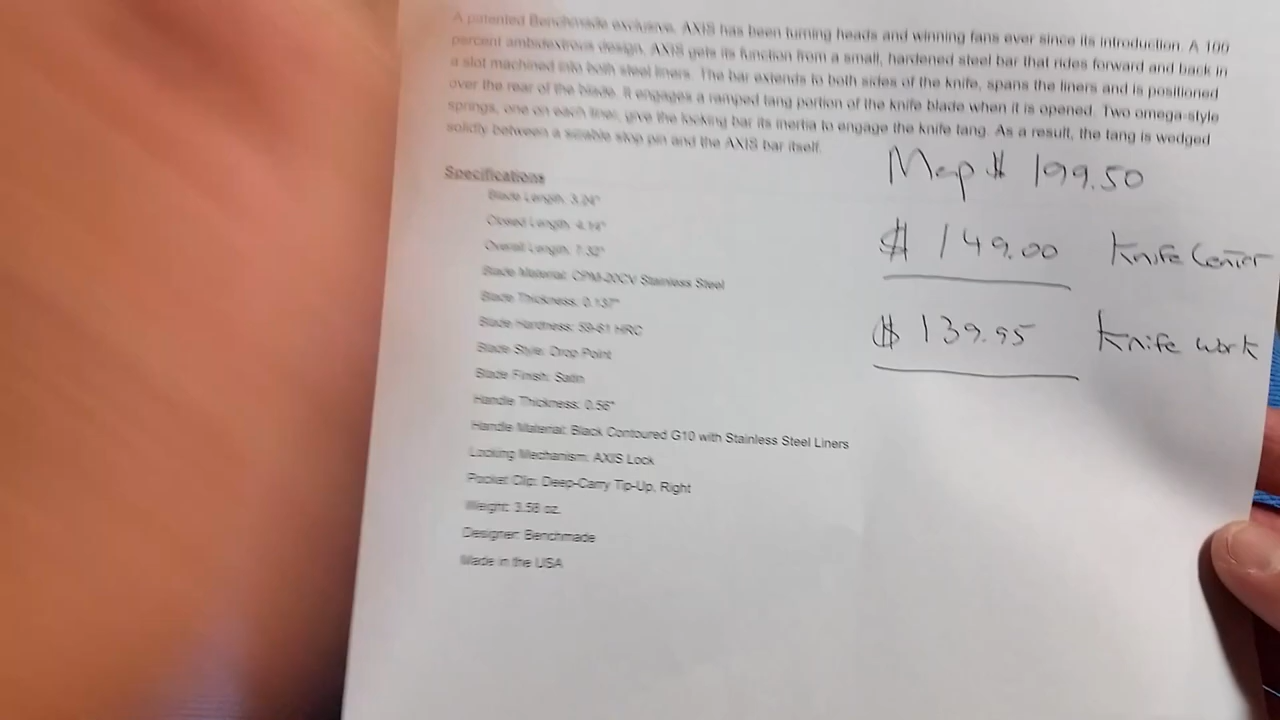 A patented Benchmade exclusive, AXIS has been turning heads and winning fans ever since its introduction. A 100
percent ambidextrous design, AXIS gets its function from a small, hardened steel bar that rides forward and back in
a slot machined into both steel liners. The bar extends to both sides of the knife, spans the liners and is positioned
over the rear of the blade. It engages a ramped tang portion of the knife blade when it is opened. Two omega-style
springs, one on each liner, give the locking bar its inertia to engage the knife tang. As a result, the tang is wedged
solidly between a sizable stop pin and the AXIS bar itself.
Map $ 199.50
Specifications
Blade Length: 3.24"
$ 149.00 Knife Center
Closed Length: 4.14"
Overall Length: 7.32"
Blade Material: CPM-20CV Stainless Steel
Blade Thickness: 0.137"
$ 139.95 Knife work
Blade Hardness: 59-61 HRC
Blade Style: Drop Point
Blade Finish: Satin
Handle Thickness: 0.56"
Handle Material: Black Contoured G10 with Stainless Steel Liners
Locking Mechanism: AXIS Lock
Pocket Clip: Deep-Carry Tip-Up, Right
Weight: 3.58 oz.
Designer: Benchmade
Made in the USA